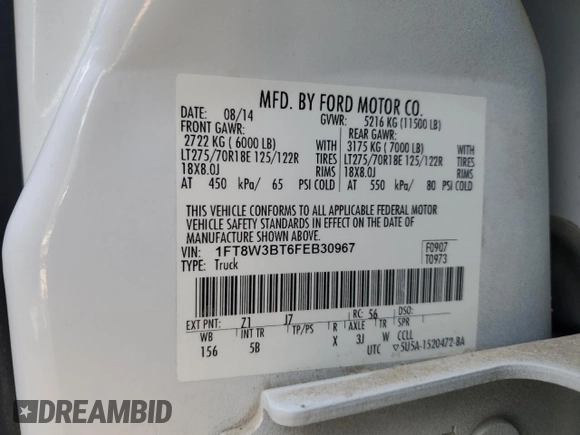 MFD. BY FORD MOTOR CO.
DATE: 08/14 GVWR: 5216 KG (11500 LB)
FRONT GAWR: REAR GAWR:
2722 KG ( 6000 LB) WITH 3175 KG ( 7000 LB) WITH
LT275/70R18E 125/122R TIRES LT275/70R18E 125/122R TIRES
18X8.0J RIMS 18X8.0J RIMS
AT 450 kPa/ 65 PSI COLD AT 550 kPa/ 80 PSI COLD
THIS VEHICLE CONFORMS TO ALL APPLICABLE FEDERAL MOTOR
VEHICLE SAFETY STANDARDS IN EFFECT ON THE DATE OF
MANUFACTURE SHOWN ABOVE.
VIN: 1FT8W3BT6FEB30967 F0907
TYPE: Truck T0973
EXT PNT: Z1 J7 RC: 56 DSO:
WB INT TR TP/PS R AXLE TR SPR
156 5B X 3J W CCLL
UTC 5U5A-1520472-BA
DREAMBID